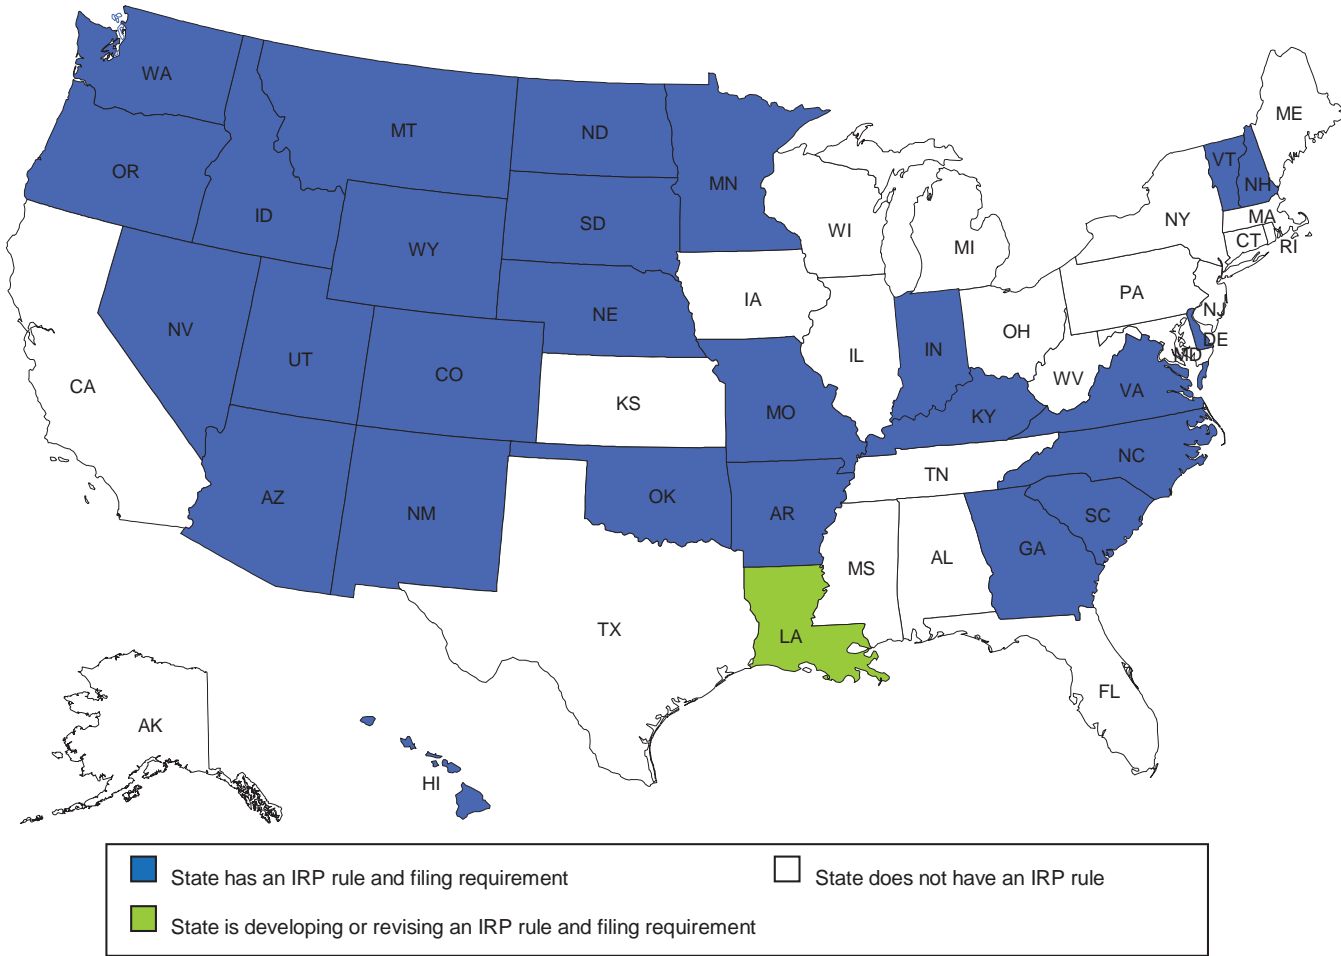 WA
MT
ND
ME
OR
MN
VT
NH
ID
SD
WI
NY
MA
WY
MI
CT
RI
IA
PA
NE
NJ
NV
OH
DE
UT
IL
IN
MD
CO
WV
CA
KS
VA
MO
KY
NC
TN
AZ
OK
NM
AR
SC
GA
MS
AL
TX
LA
FL
AK
HI
State has an IRP rule and filing requirement
State does not have an IRP rule
State is developing or revising an IRP rule and filing requirement